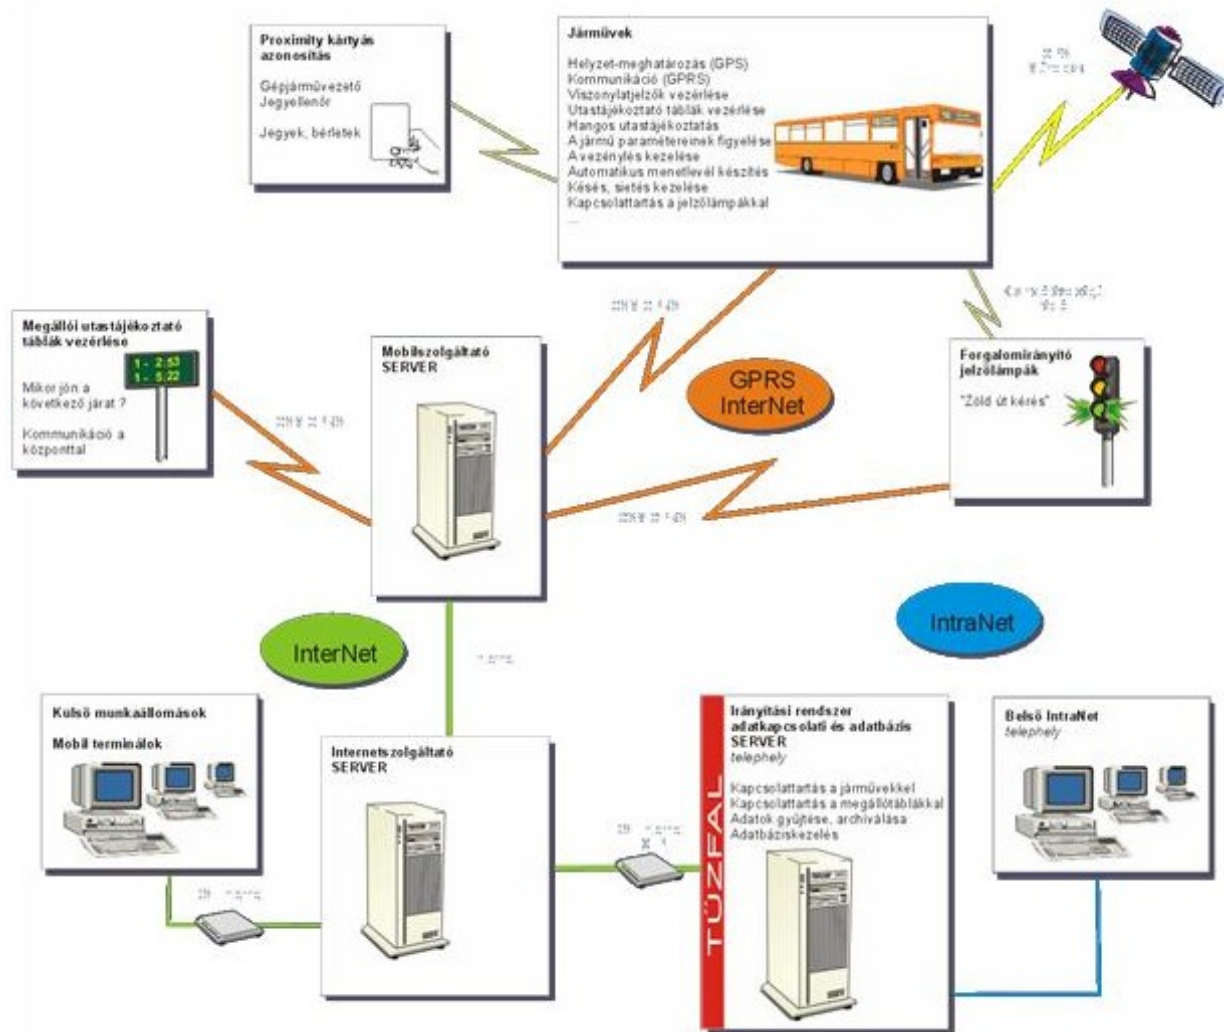 Proximity kártyás
azonosítás
Gépjárművezető
Jegyellenőr
Jegyek, bérletek
Járművek
Helyzet-meghatározás (GPS)
Kommunikáció (GPRS)
Viszonylatjelzők vezérlése
Utastájékoztató táblák vezérlése
Hangos utastájékoztatás
A jármű paramétereinek figyelése
A vezénylés kezelése
Automatikus menetlevél készítés
Késés, sietés kezelése
Kapcsolattartás a jelzőlámpákkal
...
Megállói utastájékoztató
táblák vezérlése
1 - 2:53
1 - 5:22
Mikor jön a
következő járat ?
Kommunikáció a
központtal
Mobilszolgáltató
SERVER
GPRS
InterNet
Forgalomirányító
jelzőlámpák
"Zöld út kérés"
InterNet
IntraNet
Külső munkaállomások
Mobil terminálok
Internetszolgáltató
SERVER
TŰZFAL
Irányítási rendszer
adatkapcsolati és adatbázis
SERVER
telephely
Kapcsolattartás a járművekkel
Kapcsolattartás a megállótáblákkal
Adatok gyűjtése, archiválása
Adatbáziskezelés
Belső IntraNet
telephely